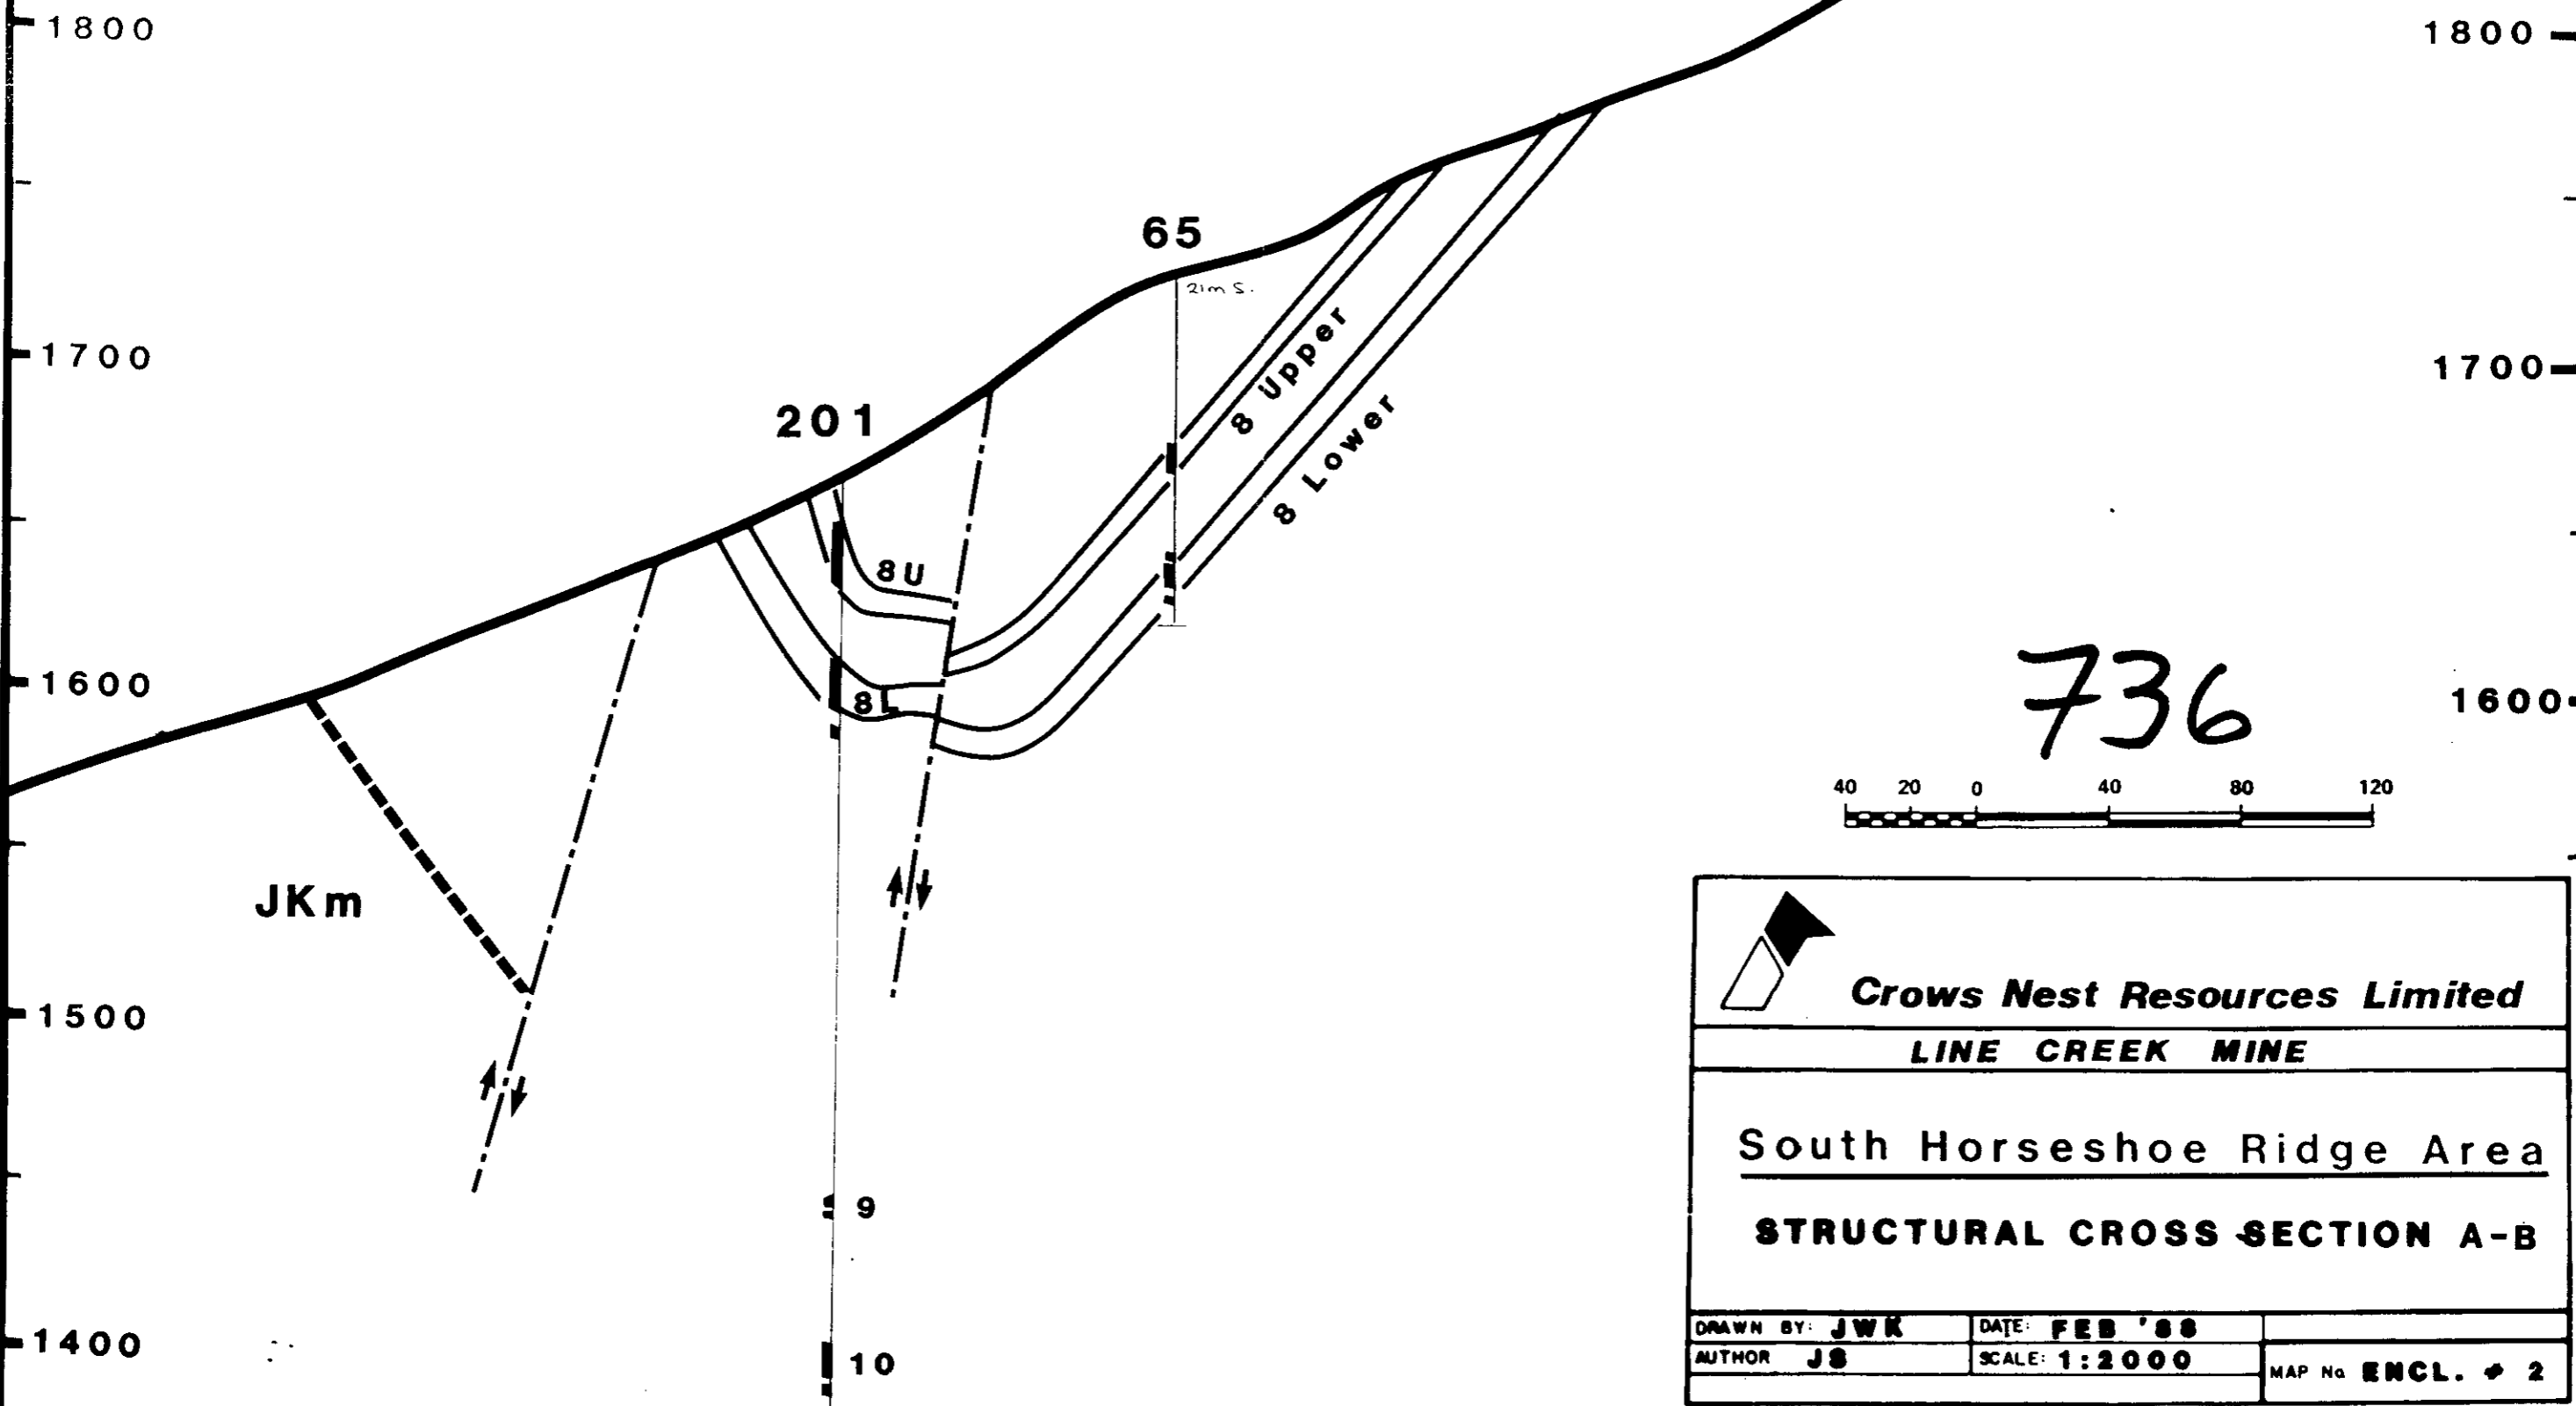 1800
1800
65
21m S.
1700
1700
8 Upper
201
8 Lower
8U
736
1600
8L
1600
40 20 0 40 80 120
JKm
Crows Nest Resources Limited
1500
LINE CREEK MINE
South Horseshoe Ridge Area
9
STRUCTURAL CROSS-SECTION A-B
DRAWN BY: JWK
DATE: FEB '88
1400
10
AUTHOR JS
SCALE: 1:2000
MAP No ENCL. # 2